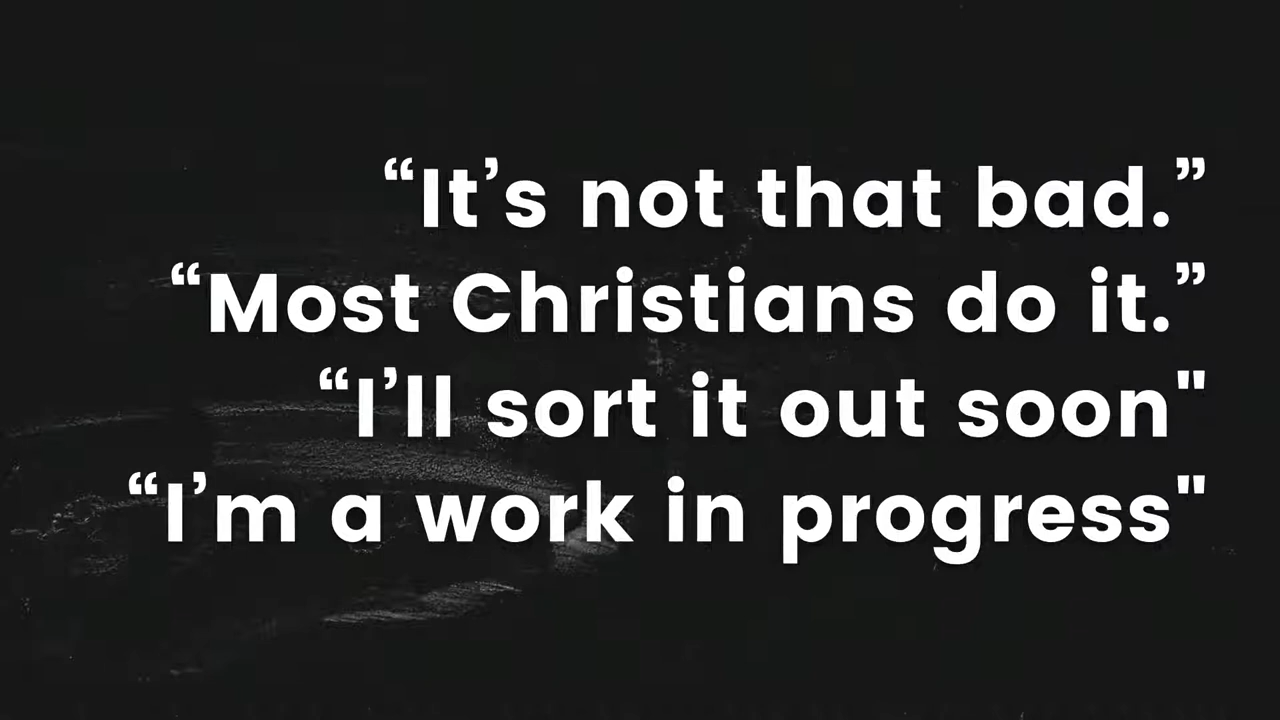 “It’s not that bad.”
“Most Christians do it.”
“I’ll sort it out soon"
“I’m a work in progress"